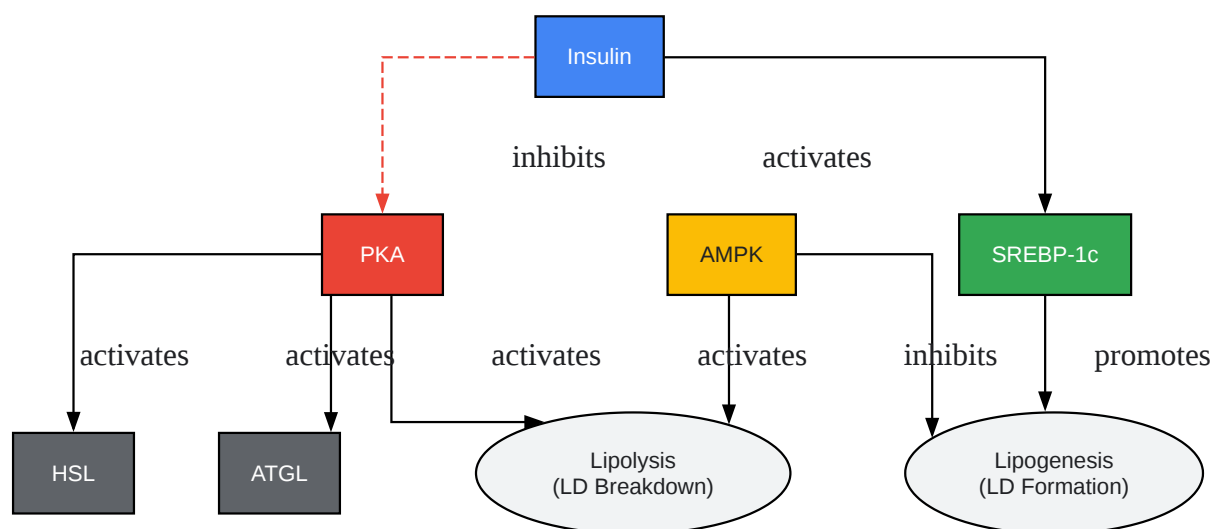 Insulin
inhibits
activates
PKA
AMPK
SREBP-1c
activates
activates
activates
activates
inhibits
promotes
HSL
ATGL
Lipolysis
(LD Breakdown)
Lipogenesis
(LD Formation)